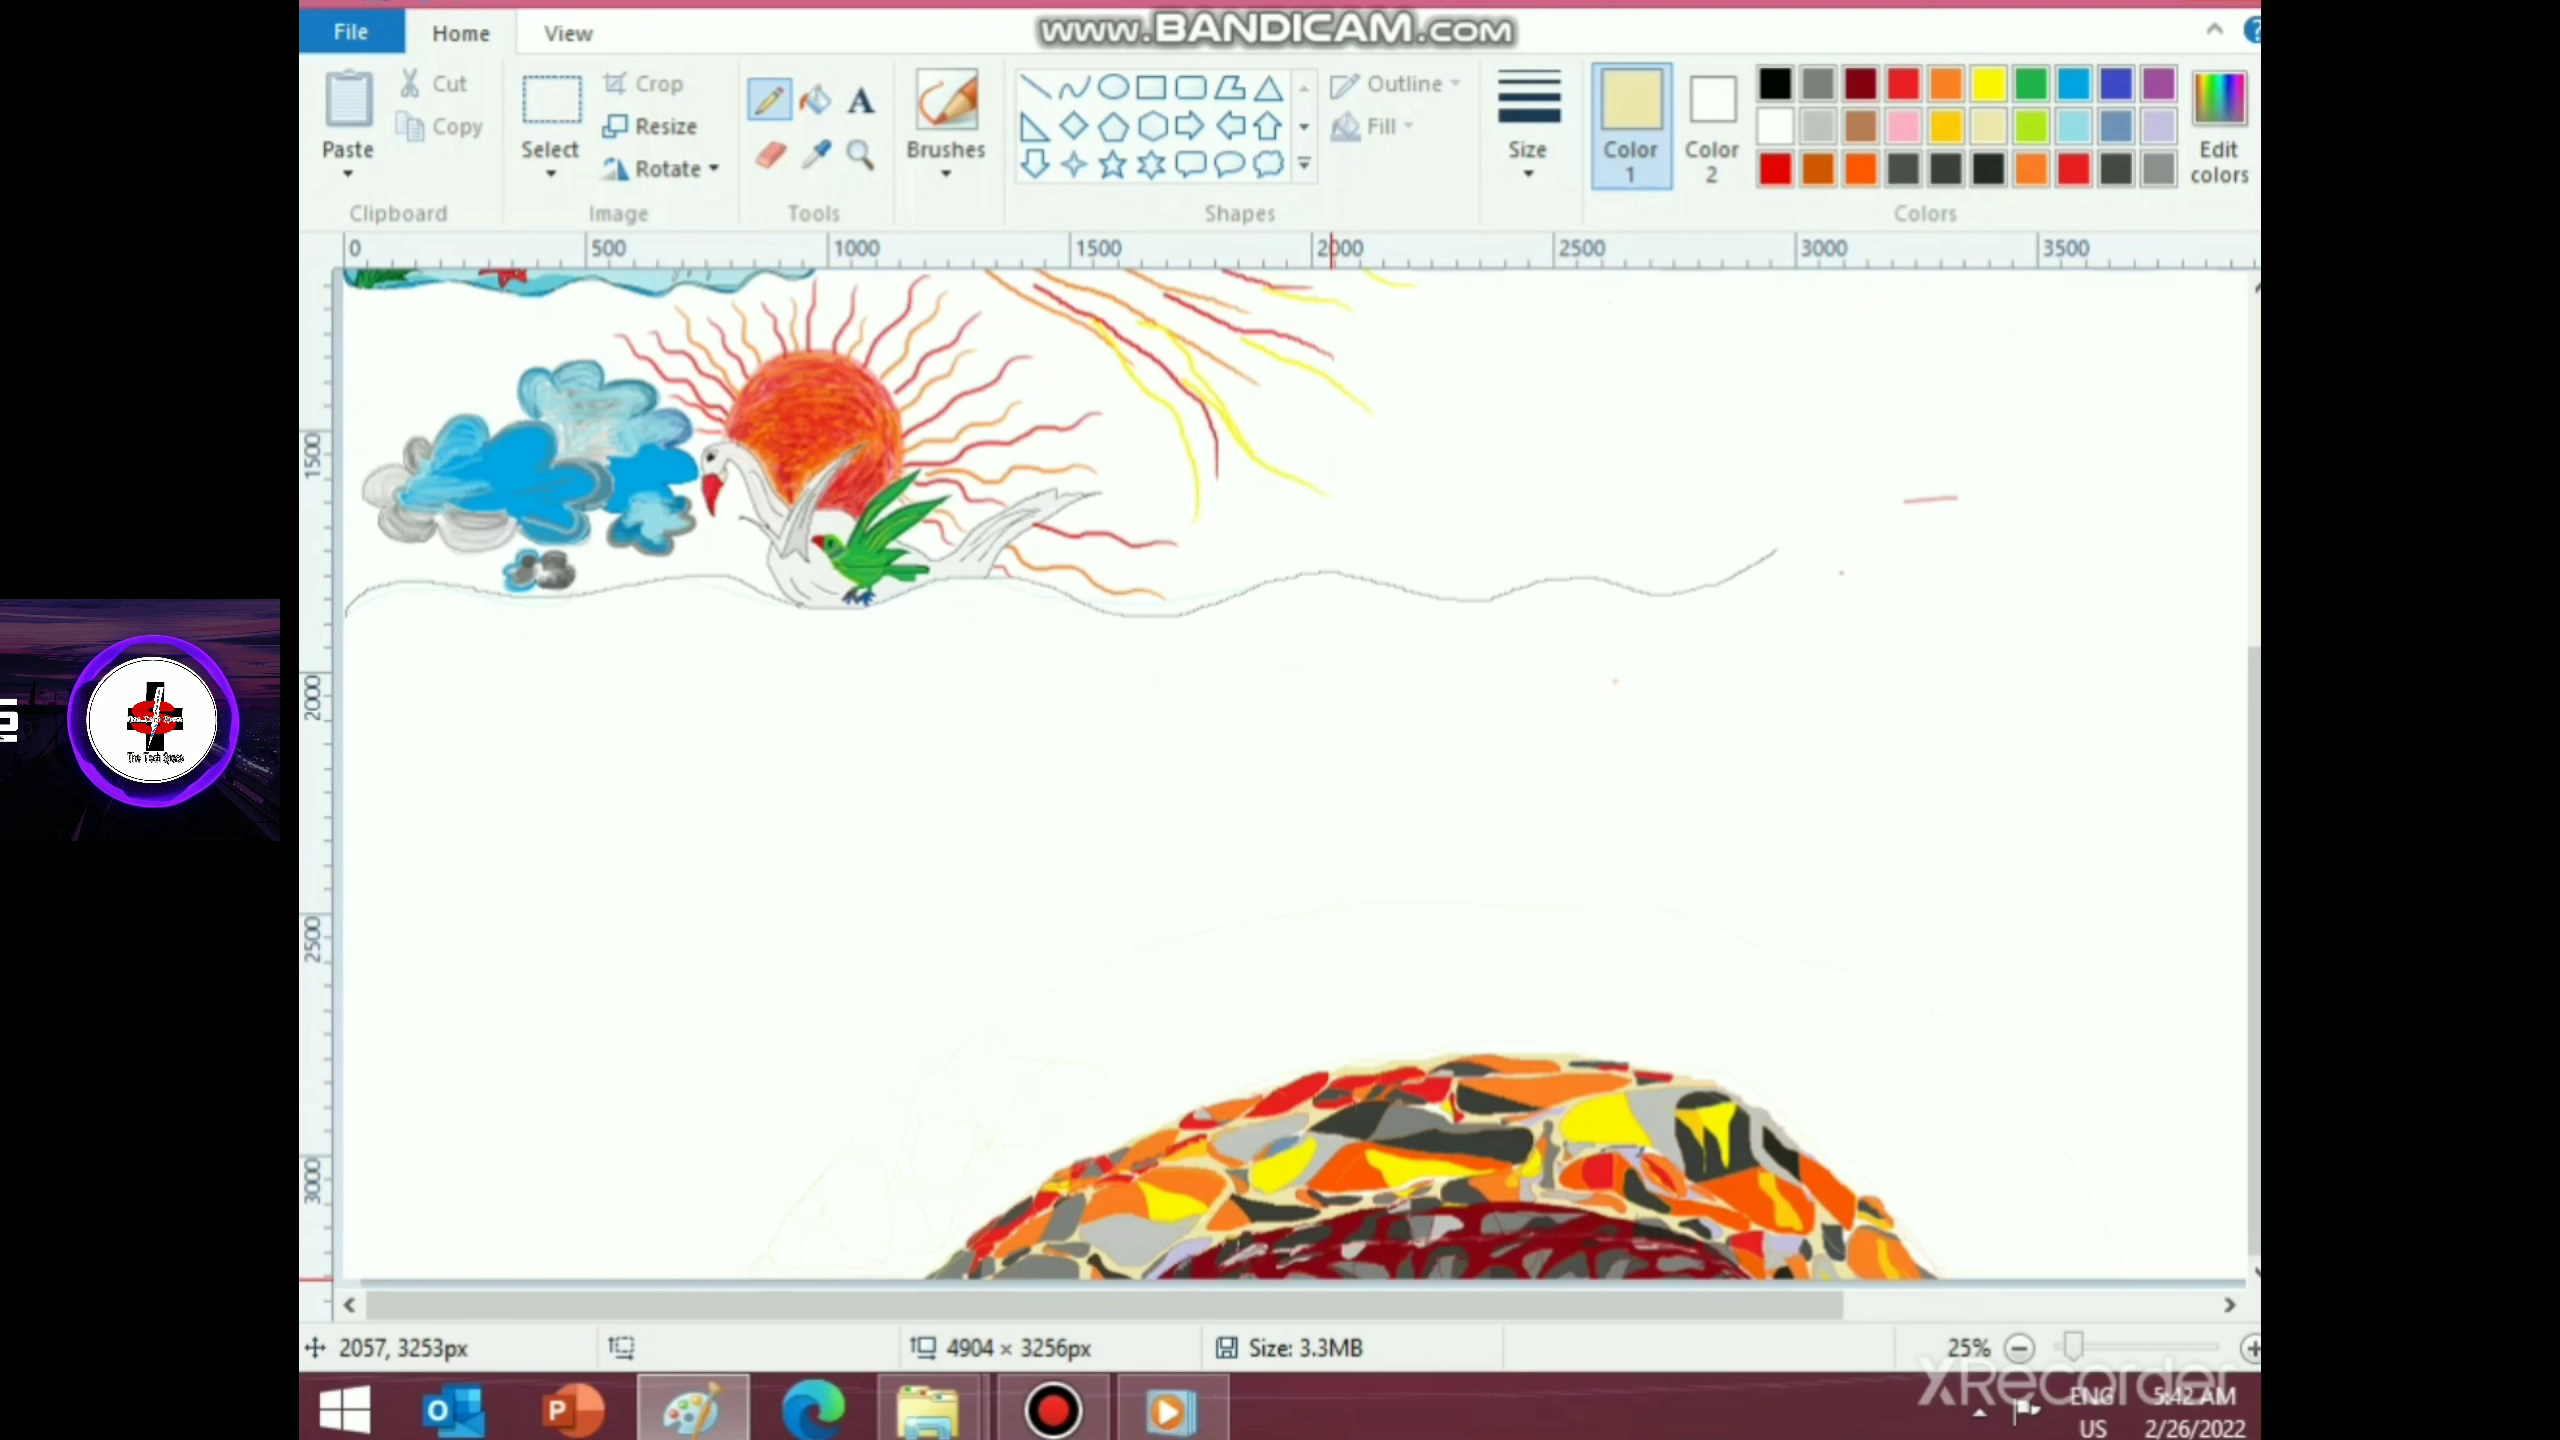 www.BANDICAM.com
File Home View
Cut
Copy
Paste
Clipboard
Crop
Resize
Rotate
Select
Image
A
Tools
Brushes
Outline
Fill
Shapes
Size
Color 1
Color 2
Edit colors
Colors
0 500 1000 1500 2000 2500 3000 3500
1500
2000
2500
3000
The Tech Space
2057, 3253px
4904 × 3256px
Size: 3.3MB
25%
XRecorder
O
P
ENG
US
5:42 AM
2/26/2022